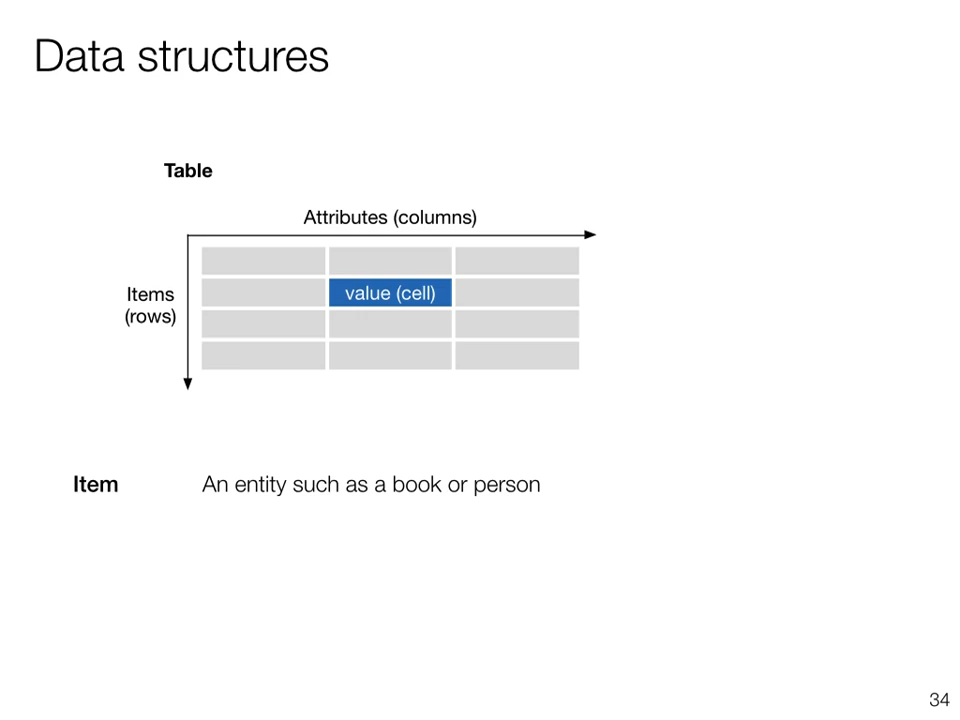 Data structures
Table
Attributes (columns)
Items
(rows)
value (cell)
Item An entity such as a book or person
34